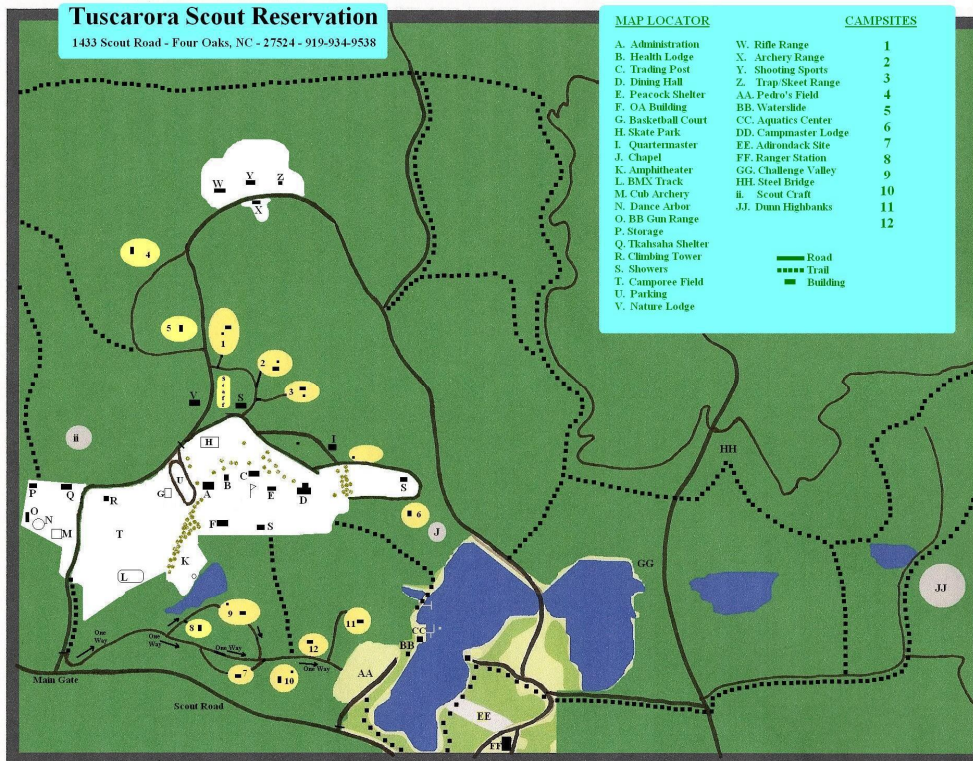 Tuscarora Scout Reservation
1433 Scout Road - Four Oaks, NC - 27524 - 919-934-9538
MAP LOCATOR
A. Administration
B. Health Lodge
C. Trading Post
D. Dining Hall
E. Peacock Shelter
F. OA Building
G. Basketball Court
H. Skate Park
I. Quartermaster
J. Chapel
K. Amphitheater
L. BMX Track
M. Cub Archery
N. Dance Arbor
O. BB Gun Range
P. Storage
Q. Tkahsaha Shelter
R. Climbing Tower
S. Showers
T. Camporee Field
U. Parking
V. Nature Lodge
W. Rifle Range
X. Archery Range
Y. Shooting Sports
Z. Trap/Skeet Range
AA. Pedro's Field
BB. Waterslide
CC. Aquatics Center
DD. Campmaster Lodge
EE. Adirondack Site
FF. Ranger Station
GG. Challenge Valley
HH. Steel Bridge
ii. Scout Craft
JJ. Dunn Highbanks
CAMPSITES
1
2
3
4
5
6
7
8
9
10
11
12
Road
Trail
Building
W
Y
Z
X
4
5
1
2
3
Staff
V
S
ii
H
I
P
Q
R
G
U
A
B
C
E
D
S
O
N
M
T
F
S
6
J
K
L
HH
GG
JJ
9
8
11
12
CC
BB
One Way
One Way
One Way
One Way
7
10
AA
Main Gate
Scout Road
EE
FF